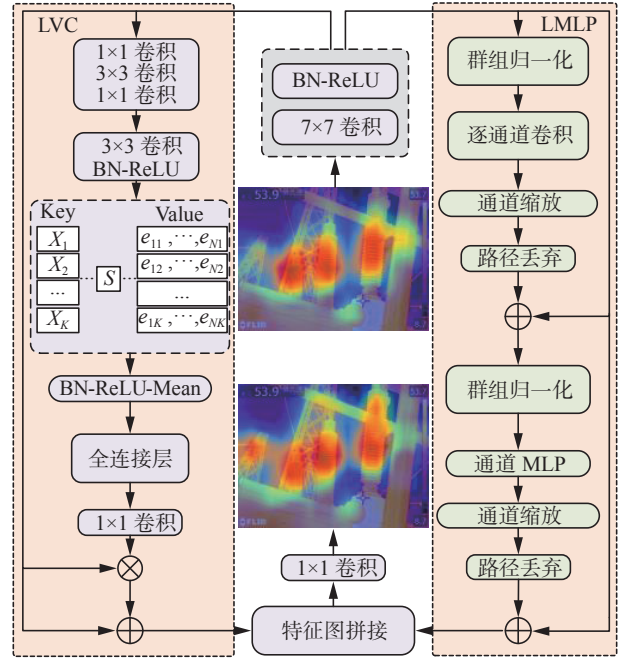 LVC
1×1 卷积
3×3 卷积
1×1 卷积
3×3 卷积
BN-ReLU
Key
Value
X₁
e₁₁ ,⋯,eₙ₁
X₂
e₁₂ ,⋯,eₙ₂
S
...
...
X_K
e₁K ,⋯,e_NK
BN-ReLU-Mean
全连接层
1×1 卷积
BN-ReLU
7×7 卷积
53.9
53.9
1×1 卷积
特征图拼接
LMLP
群组归一化
逐通道卷积
通道缩放
路径丢弃
群组归一化
通道 MLP
通道缩放
路径丢弃